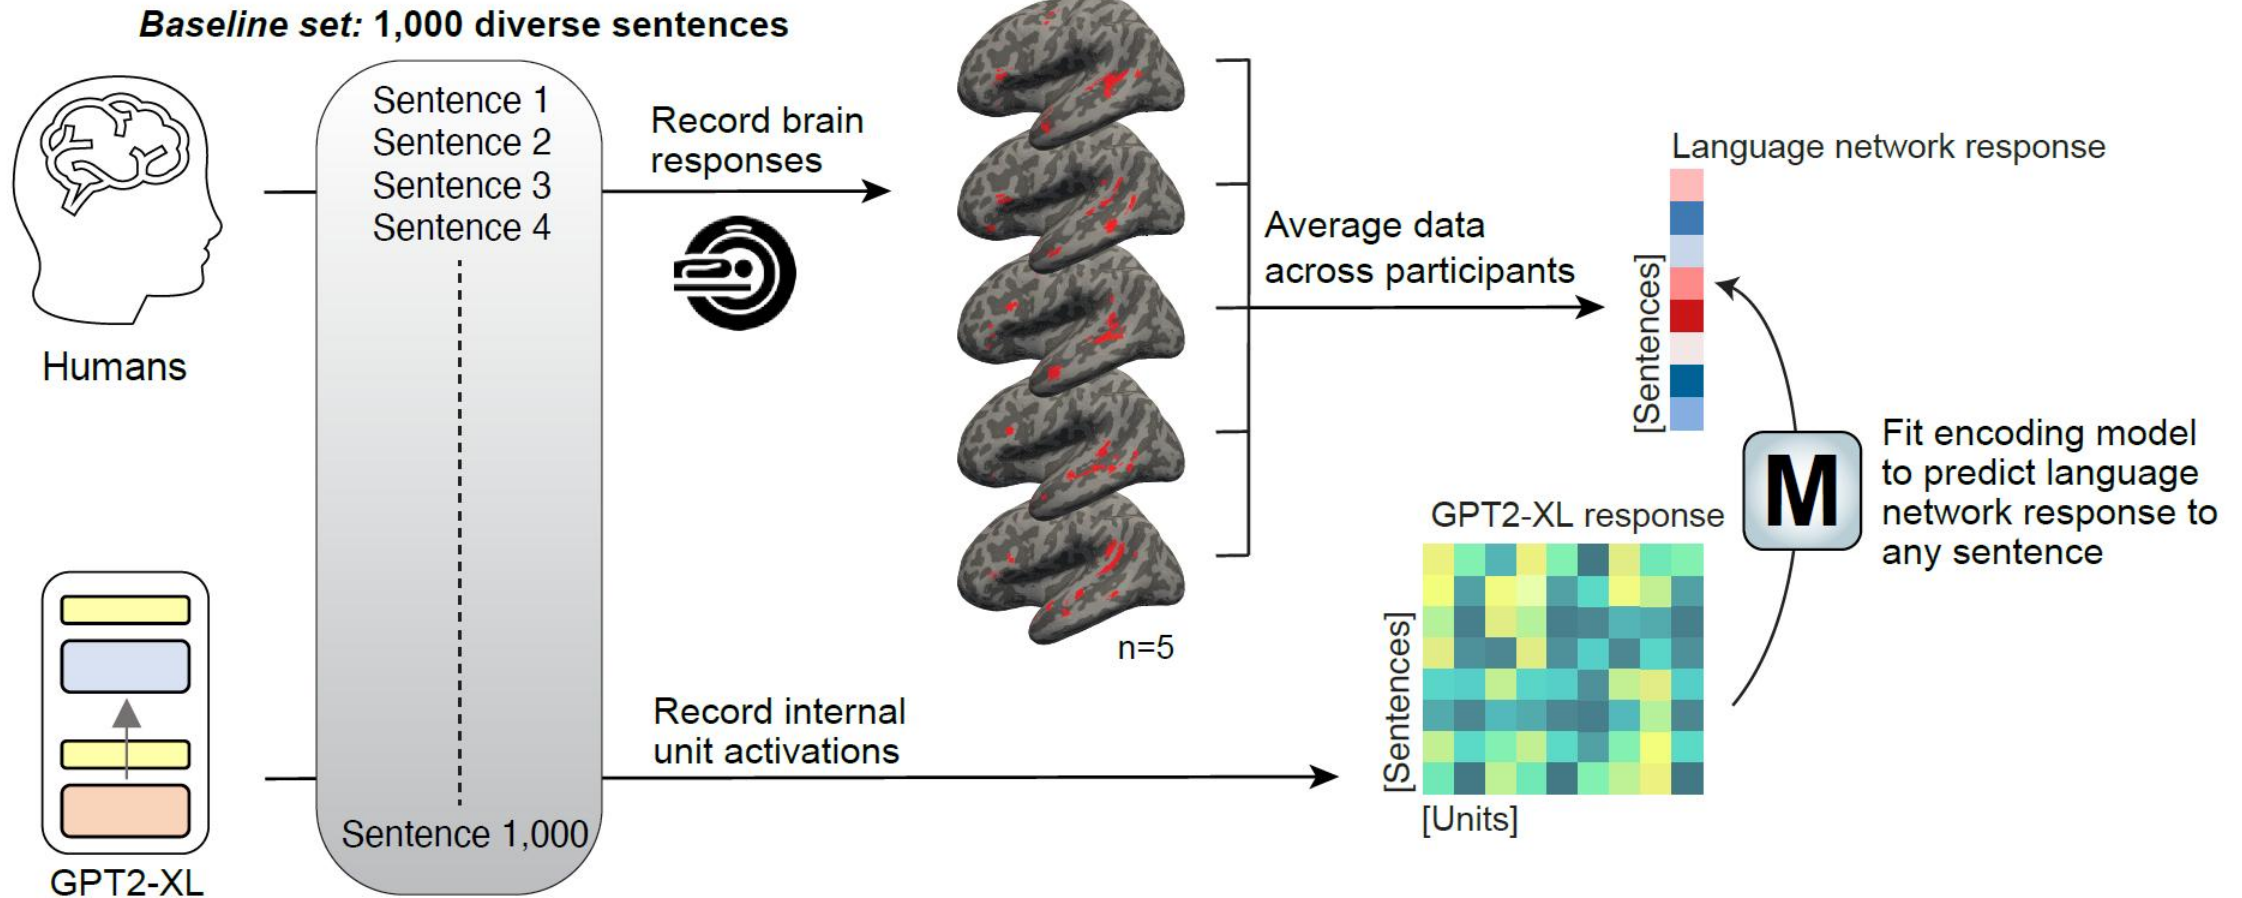 Baseline set: 1,000 diverse sentences
Sentence 1
Sentence 2
Sentence 3
Sentence 4
Sentence 1,000
Humans
GPT2-XL
Record brain
responses
n=5
Average data
across participants
Language network response
[Sentences]
Record internal
unit activations
GPT2-XL response
[Sentences]
[Units]
M
Fit encoding model
to predict language
network response to
any sentence